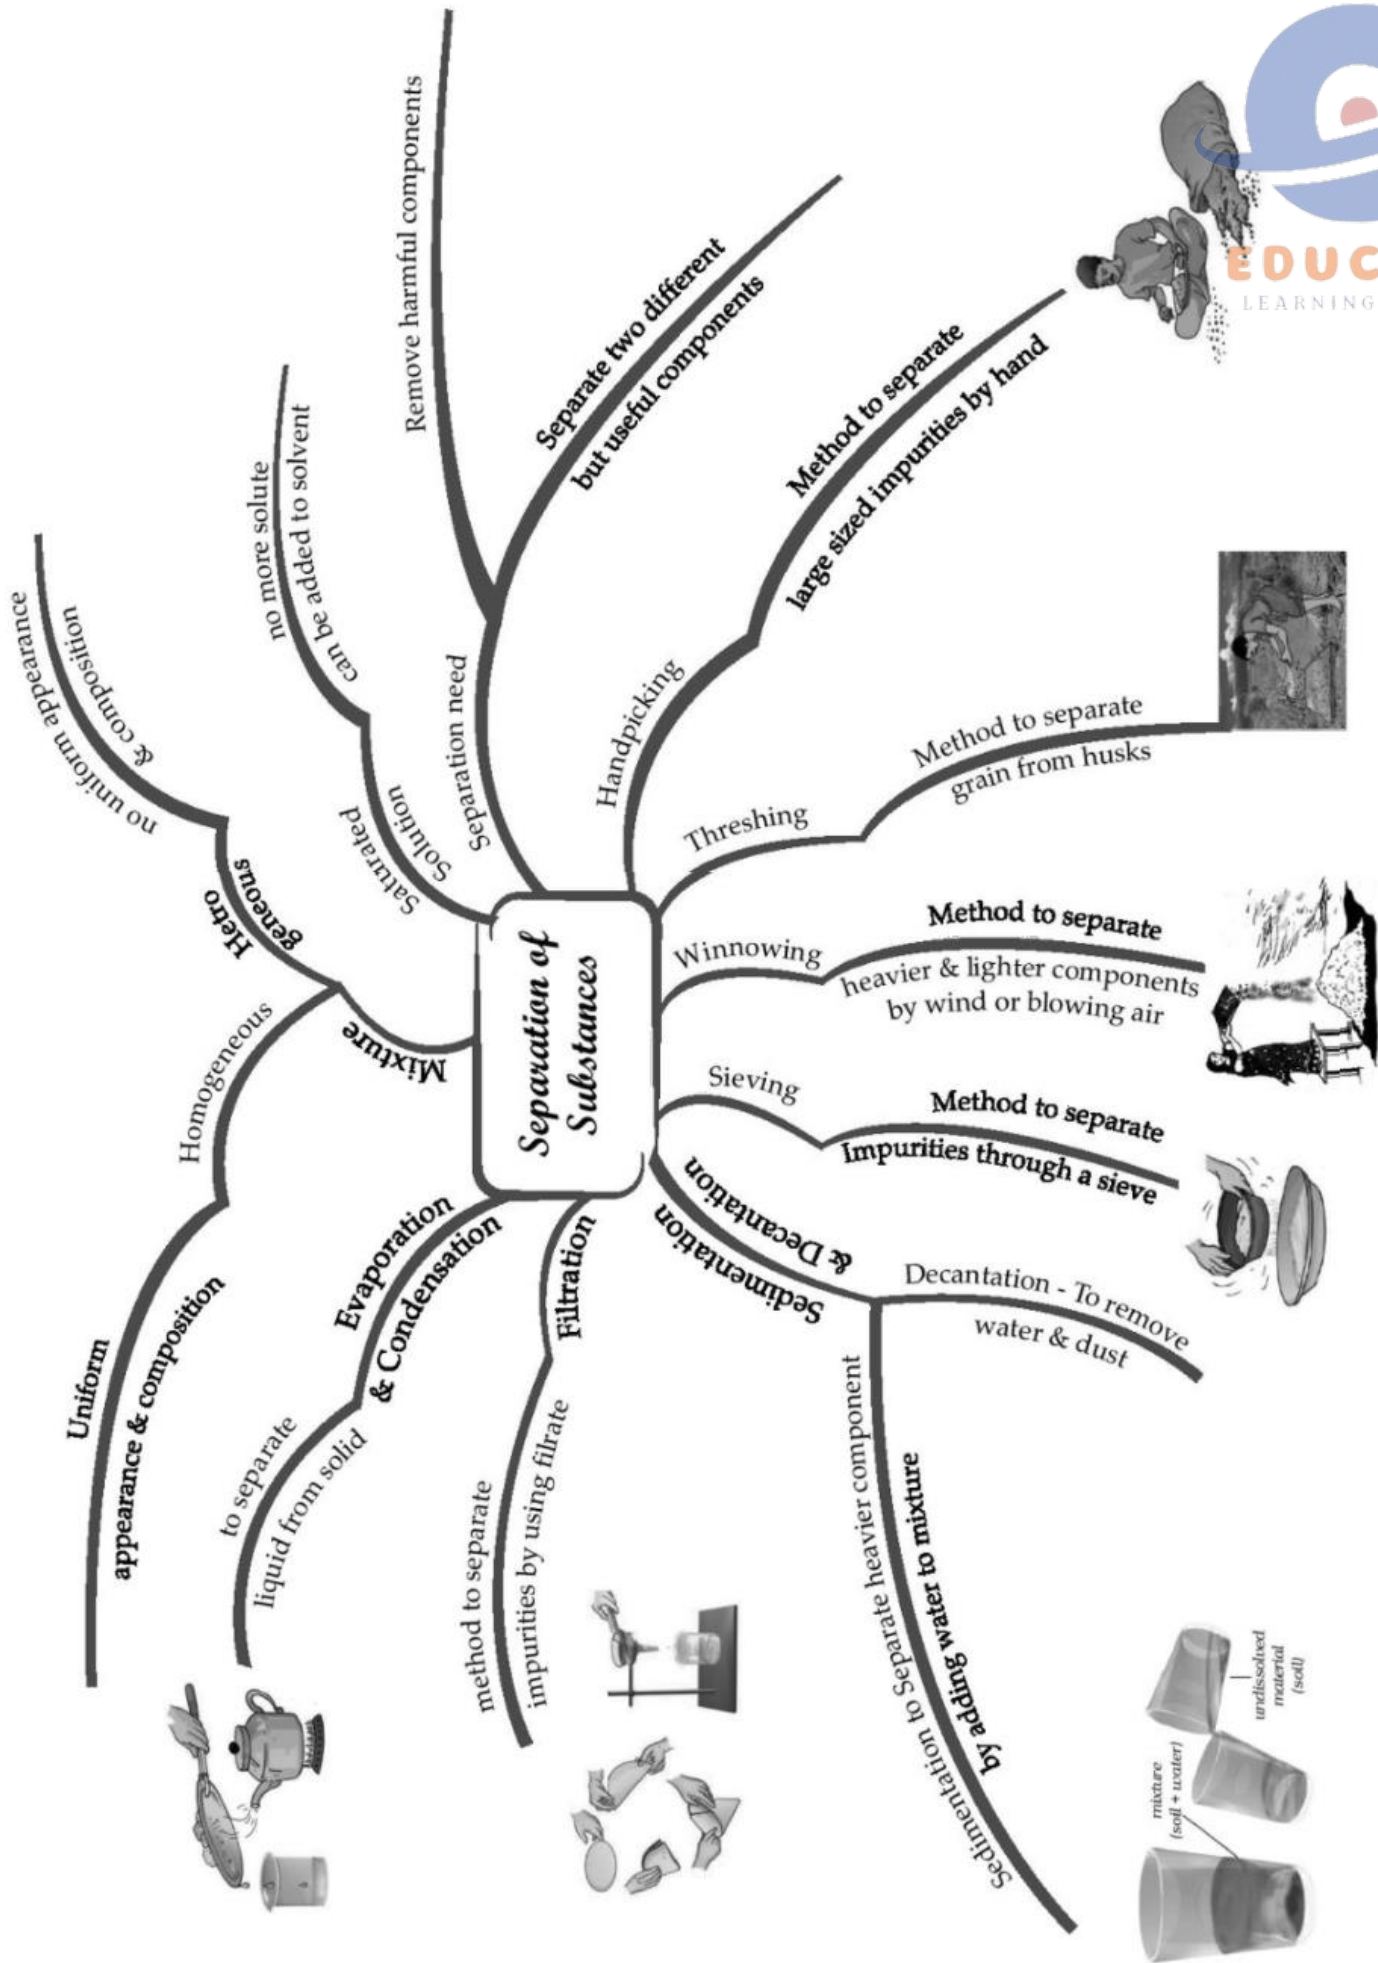 Separation of
Substances
Separation need
Remove harmful components
Separate two different
but useful components
Handpicking
Method to separate
large sized impurities by hand
Threshing
Method to separate
grain from husks
Winnowing
Method to separate
heavier & lighter components
by wind or blowing air
Sieving
Method to separate
Impurities through a sieve
Sedimentation
& Decantation
Decantation - To remove
water & dust
Sedimentation to Separate heavier component
by adding water to mixture
mixture
(soil + water)
undissolved
material
(soil)
Filtration
method to separate
impurities by using filrate
Evaporation
& Condensation
to separate
liquid from solid
Mixture
Homogeneous
Uniform
appearance & composition
Hetro
geneous
no uniform appearance
& composition
Saturated
Solution
no more solute
can be added to solvent
EDUC
LEARNING